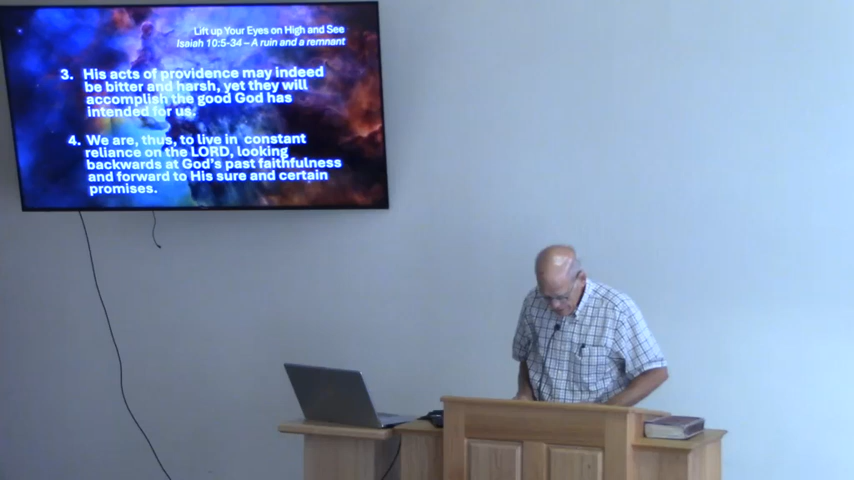 Lift up Your Eyes on High and See
Isaiah 10:5-34 – A ruin and a remnant
3. His acts of providence may indeed
be bitter and harsh, yet they will
accomplish the good God has
intended for us.
4. We are, thus, to live in constant
reliance on the LORD, looking
backwards at God's past faithfulness
and forward to His sure and certain
promises.